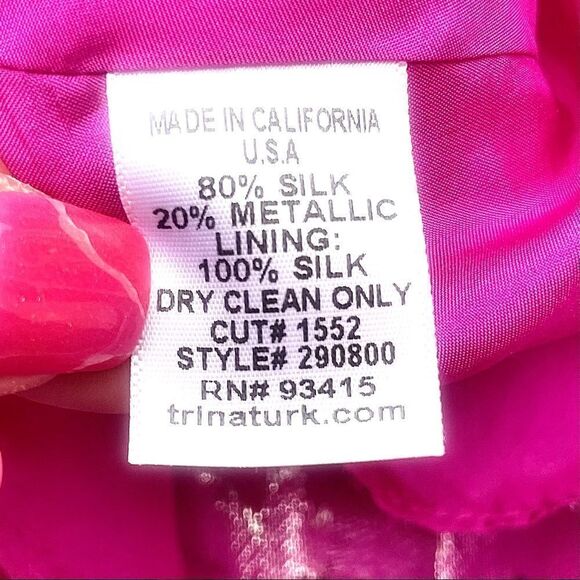 MADE IN CALIFORNIA
U.S.A
80% SILK
20% METALLIC
LINING:
100% SILK
DRY CLEAN ONLY
CUT# 1552
STYLE# 290800
RN# 93415
trinaturk.com